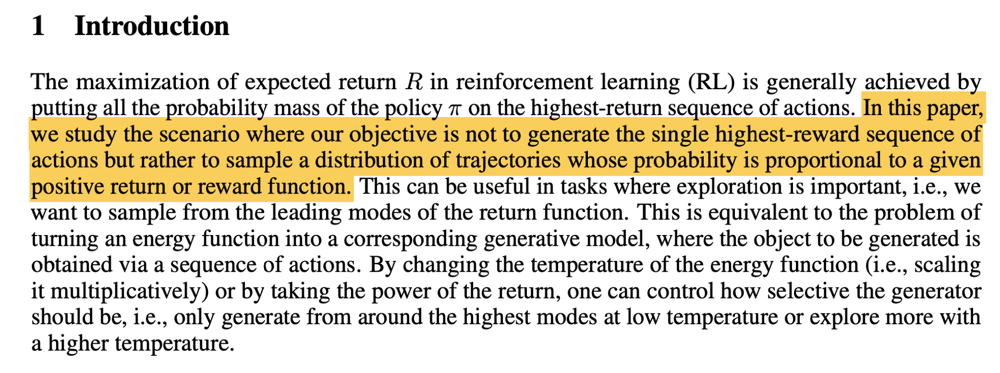 1 Introduction
The maximization of expected return R in reinforcement learning (RL) is generally achieved by
putting all the probability mass of the policy π on the highest-return sequence of actions. In this paper,
we study the scenario where our objective is not to generate the single highest-reward sequence of
actions but rather to sample a distribution of trajectories whose probability is proportional to a given
positive return or reward function. This can be useful in tasks where exploration is important, i.e., we
want to sample from the leading modes of the return function. This is equivalent to the problem of
turning an energy function into a corresponding generative model, where the object to be generated is
obtained via a sequence of actions. By changing the temperature of the energy function (i.e., scaling
it multiplicatively) or by taking the power of the return, one can control how selective the generator
should be, i.e., only generate from around the highest modes at low temperature or explore more with
a higher temperature.